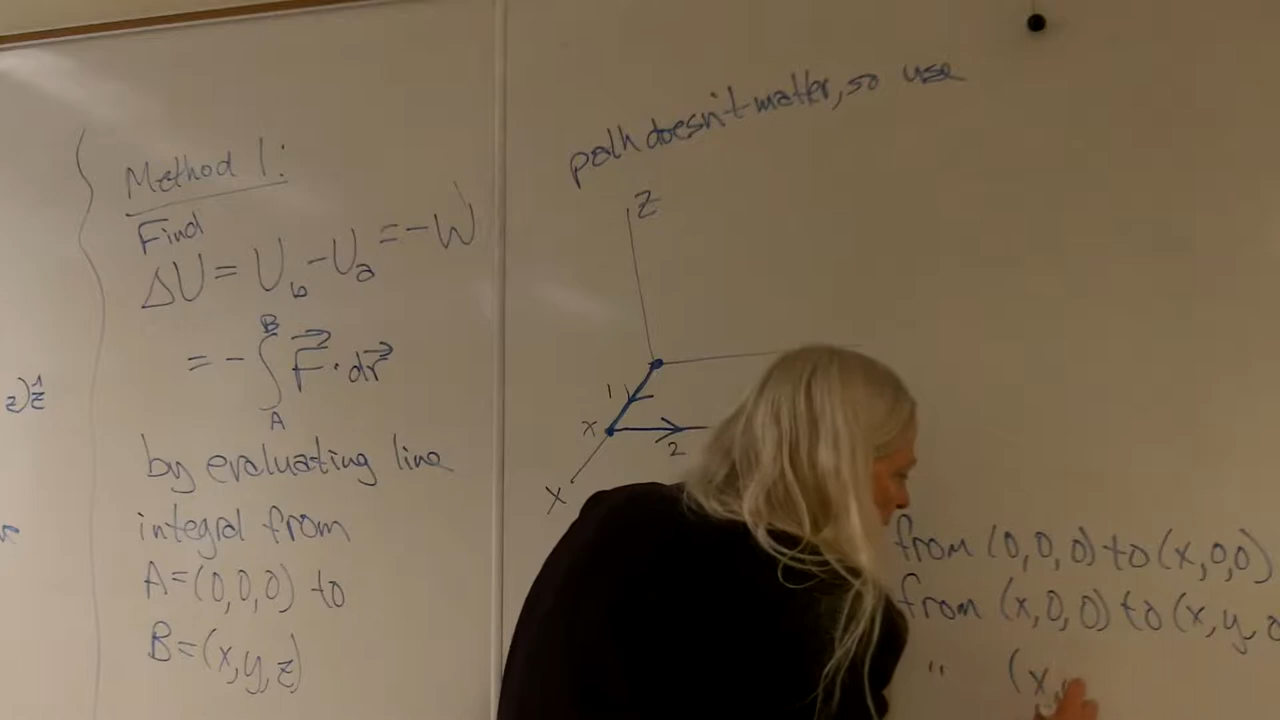 Method 1:
Find
ΔU = U_b - U_a = -W
= - ∫_A^B F⃗ · dr⃗
by evaluating line
integral from
A=(0,0,0) to
B=(x,y,z)
z)ẑ
path doesn't matter, so use
z
1
x
2
x
from (0,0,0) to (x,0,0)
from (x,0,0) to (x,y,
" (x,